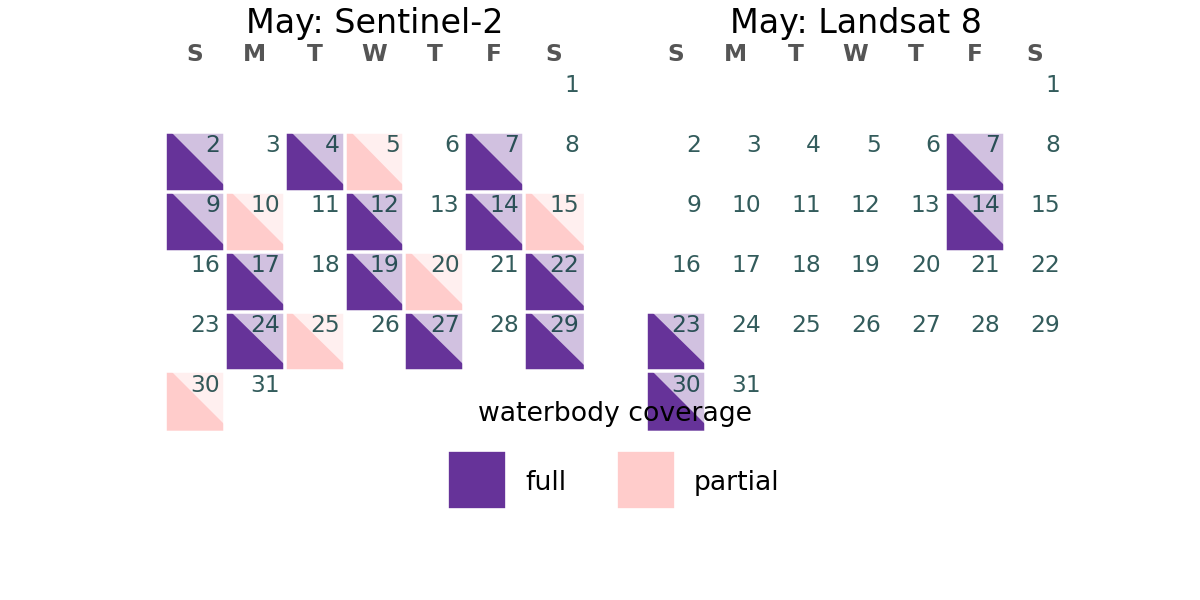 May: Sentinel-2
S M T W T F S
1
2 3 4 5 6 7 8
9 10 11 12 13 14 15
16 17 18 19 20 21 22
23 24 25 26 27 28 29
30 31
May: Landsat 8
S M T W T F S
1
2 3 4 5 6 7 8
9 10 11 12 13 14 15
16 17 18 19 20 21 22
23 24 25 26 27 28 29
30 31
waterbody coverage
full partial